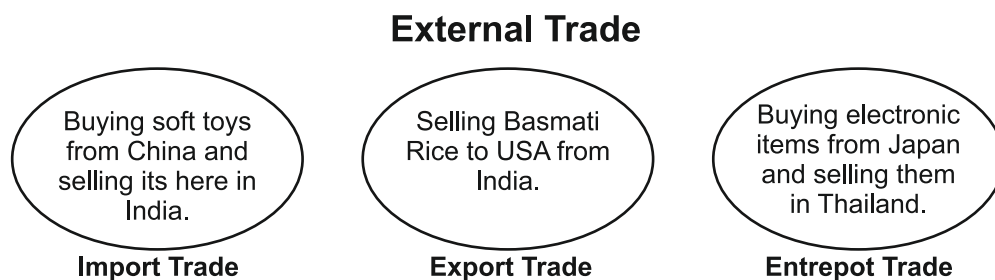 External Trade
Buying soft toys
from China and
selling its here in
India.
Import Trade
Selling Basmati
Rice to USA from
India.
Export Trade
Buying electronic
items from Japan
and selling them
in Thailand.
Entrepot Trade